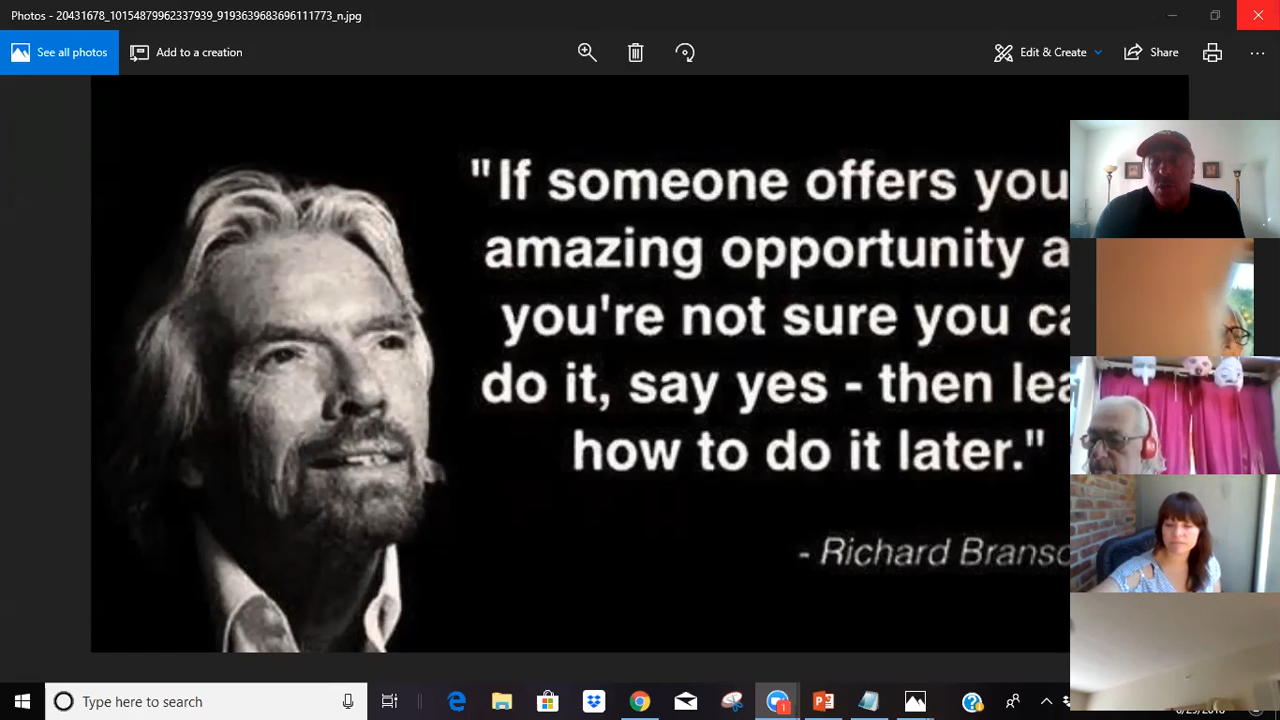 Photos - 20431678_10154879962337939_9193639683696111773_n.jpg
See all photos
Add to a creation
Edit & Create
Share
"If someone offers you
amazing opportunity a
you're not sure you ca
do it, say yes - then lea
how to do it later."
- Richard Branso
Type here to search